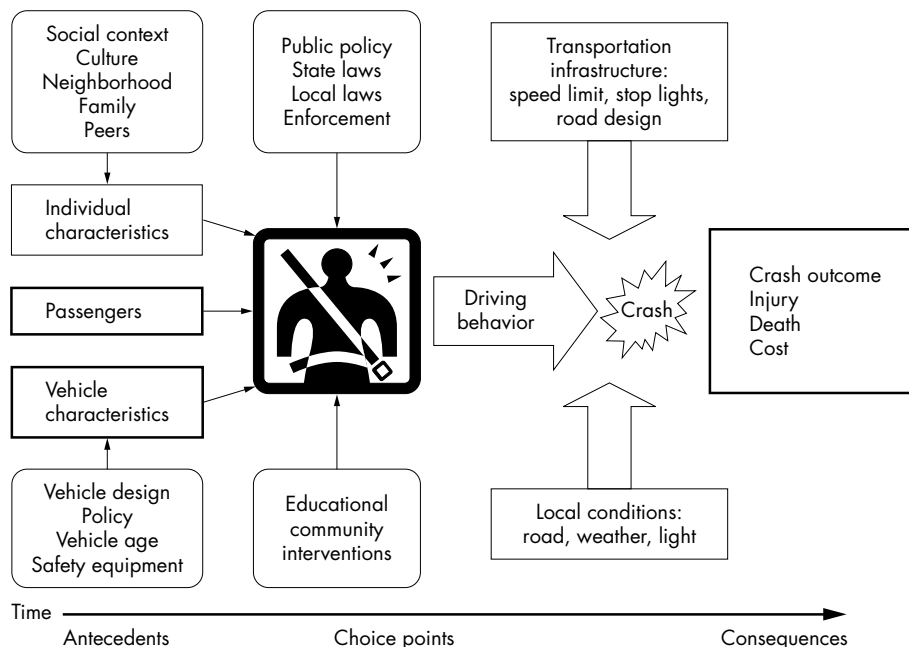 Social context
Culture
Neighborhood
Family
Peers
Public policy
State laws
Local laws
Enforcement
Transportation
infrastructure:
speed limit, stop lights,
road design
Individual
characteristics
Passengers
Vehicle
characteristics
Driving
behavior
Crash
Crash outcome
Injury
Death
Cost
Vehicle design
Policy
Vehicle age
Safety equipment
Educational
community
interventions
Local conditions:
road, weather, light
Time
Antecedents
Choice points
Consequences